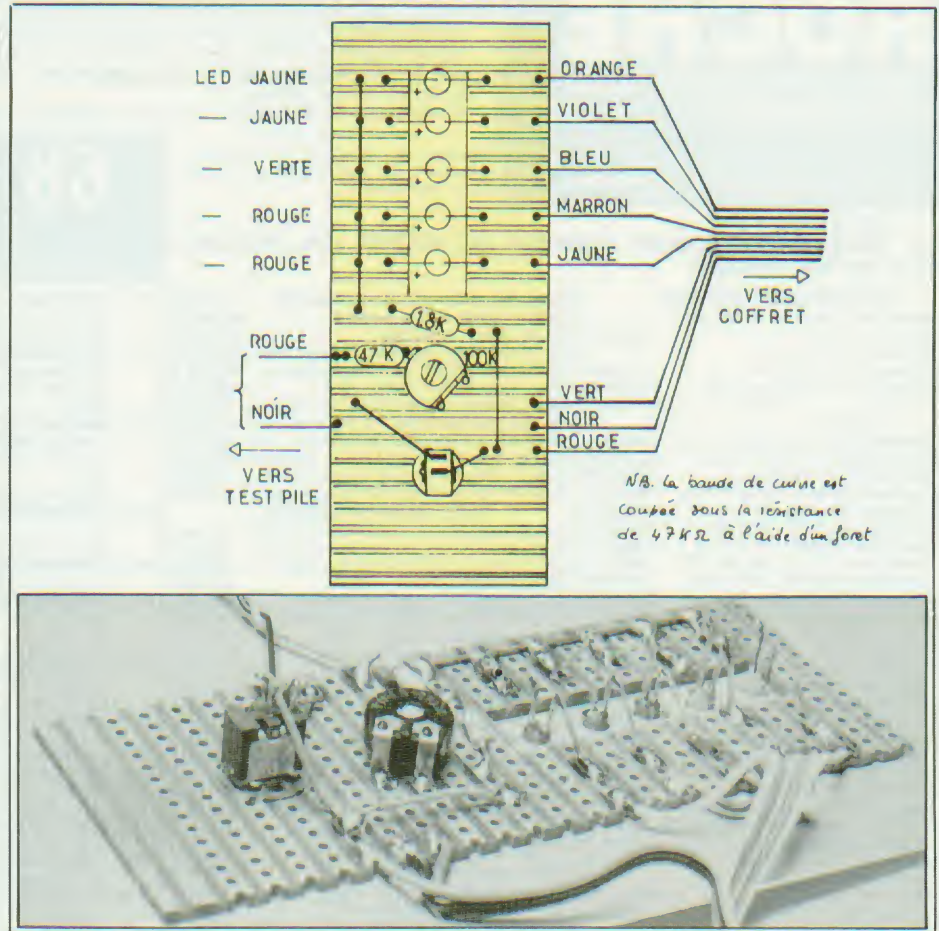 LED JAUNE
— JAUNE
— VERTE
— ROUGE
— ROUGE
ORANGE
VIOLET
BLEU
MARRON
JAUNE
VERS
COFFRET
+
+
+
+
+
1.8K
47 K
100K
ROUGE
NOIR
VERS
TEST PILE
VERT
NOIR
ROUGE
NB. La bande de cuivre est
coupée sous la résistance
de 47KΩ à l'aide d'un foret